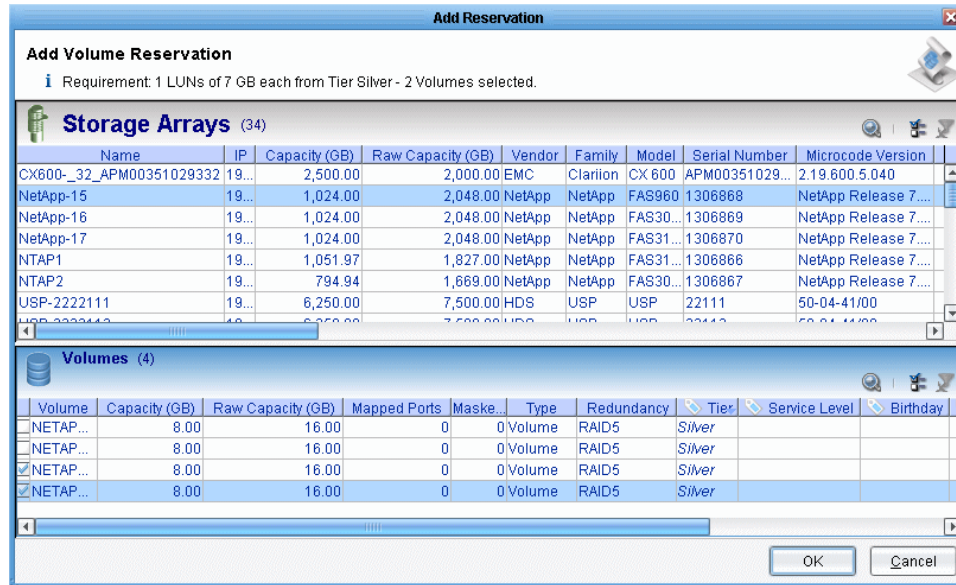 Add Reservation
Add Volume Reservation
i Requirement: 1 LUNs of 7 GB each from Tier Silver - 2 Volumes selected.
Storage Arrays (34)
Name IP Capacity (GB) Raw Capacity (GB) Vendor Family Model Serial Number Microcode Version
CX600-_32_APM00351029332 19... 2,500.00 2,000.00 EMC Clariion CX 600 APM00351029... 2.19.600.5.040
NetApp-15 19... 1,024.00 2,048.00 NetApp NetApp FAS960 1306868 NetApp Release 7....
NetApp-16 19... 1,024.00 2,048.00 NetApp NetApp FAS30... 1306869 NetApp Release 7....
NetApp-17 19... 1,024.00 2,048.00 NetApp NetApp FAS31... 1306870 NetApp Release 7....
NTAP1 19... 1,051.97 1,827.00 NetApp NetApp FAS31... 1306866 NetApp Release 7....
NTAP2 19... 794.94 1,669.00 NetApp NetApp FAS30... 1306867 NetApp Release 7....
USP-2222111 19... 6,250.00 7,500.00 HDS USP USP 22111 50-04-41/00
Volumes (4)
Volume Capacity (GB) Raw Capacity (GB) Mapped Ports Maske... Type Redundancy Tier Service Level Birthday
NETAP... 8.00 16.00 0 0 Volume RAID5 Silver
NETAP... 8.00 16.00 0 0 Volume RAID5 Silver
NETAP... 8.00 16.00 0 0 Volume RAID5 Silver
NETAP... 8.00 16.00 0 0 Volume RAID5 Silver
OK Cancel